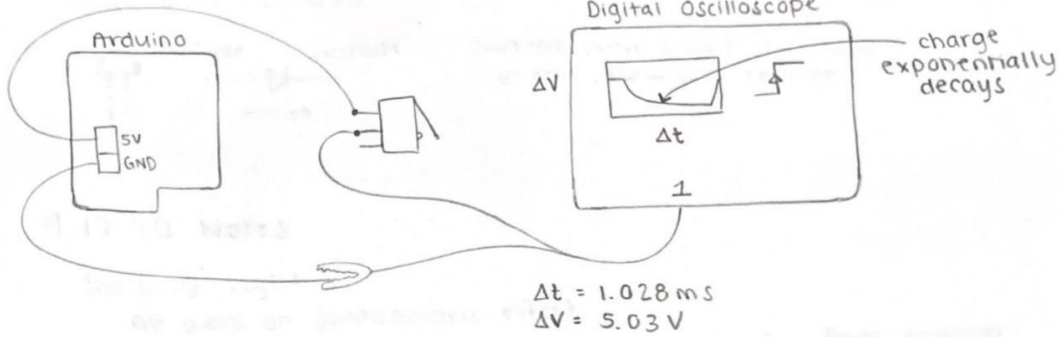 Digital Oscilloscope
Arduino
charge
exponentially
decays
ΔV
Δt
5V
GND
1
Δt = 1.028 ms
ΔV = 5.03 V